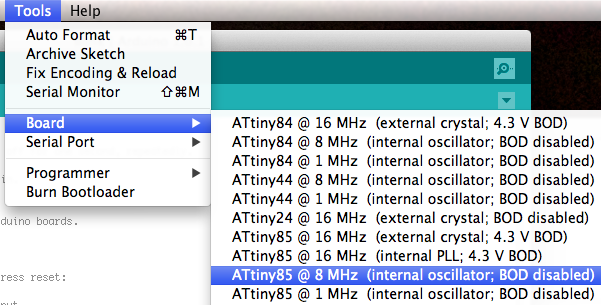 Tools Help
Auto Format ⌘T
Archive Sketch
Fix Encoding & Reload
Serial Monitor ⇧⌘M
Board
Serial Port
Programmer
Burn Bootloader
ATtiny84 @ 16 MHz (external crystal; 4.3 V BOD)
ATtiny84 @ 8 MHz (internal oscillator; BOD disabled)
ATtiny84 @ 1 MHz (internal oscillator; BOD disabled)
ATtiny44 @ 8 MHz (internal oscillator; BOD disabled)
ATtiny44 @ 1 MHz (internal oscillator; BOD disabled)
ATtiny24 @ 16 MHz (external crystal; BOD disabled)
ATtiny85 @ 16 MHz (external crystal; 4.3 V BOD)
ATtiny85 @ 16 MHz (internal PLL; 4.3 V BOD)
ATtiny85 @ 8 MHz (internal oscillator; BOD disabled)
ATtiny85 @ 1 MHz (internal oscillator; BOD disabled)
duino boards.
ress reset: